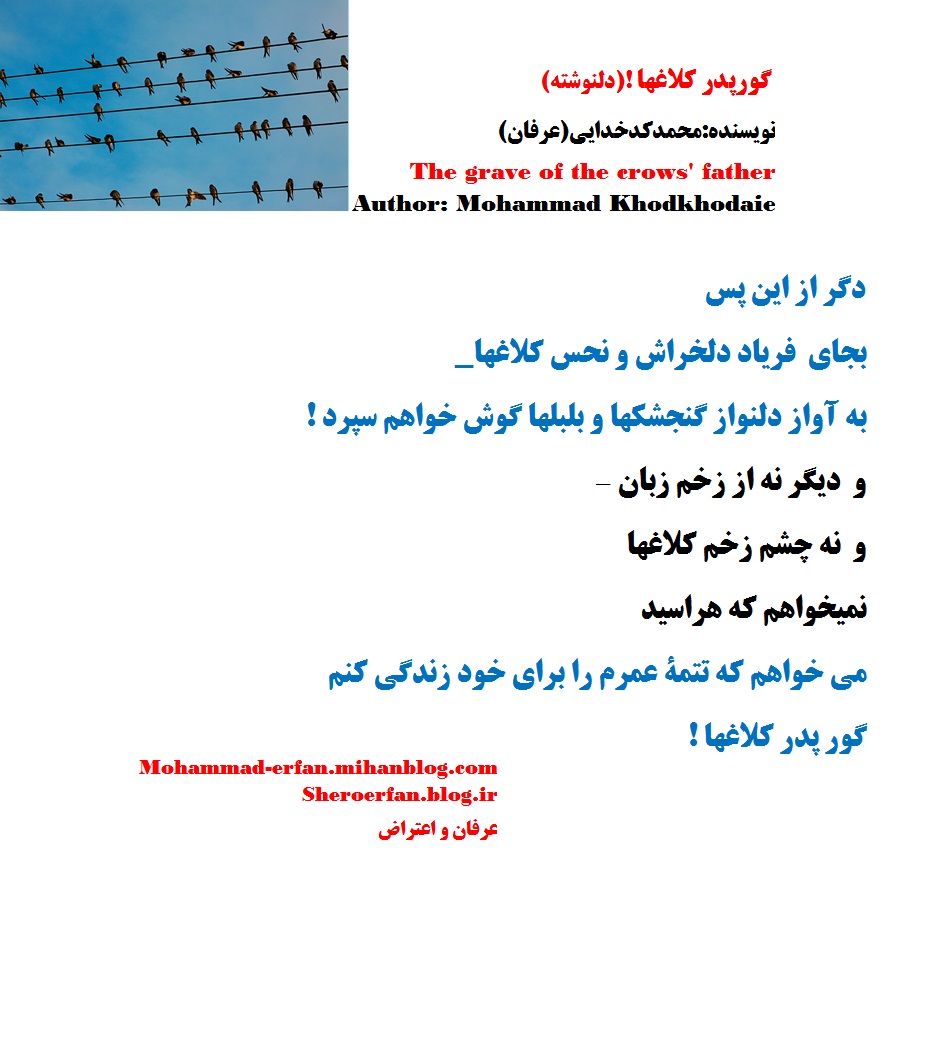 گورپدر کلاغها !(دلنوشته)
نویسنده:محمدکدخدایی(عرفان)
The grave of the crows' father
Author: Mohammad Khodkhodaie
دگر از این پس
بجای فریاد دلخراش و نحس کلاغها_
به آواز دلنواز گنجشکها و بلبلها گوش خواهم سپرد !
و دیگر نه از زخم زبان –
و نه چشم زخم کلاغها
نمیخواهم که هراسید
می خواهم که تتمۀ عمرم را برای خود زندگی کنم
گور پدر کلاغها !
Mohammad-erfan.mihanblog.com
Sheroerfan.blog.ir
عرفان و اعتراض